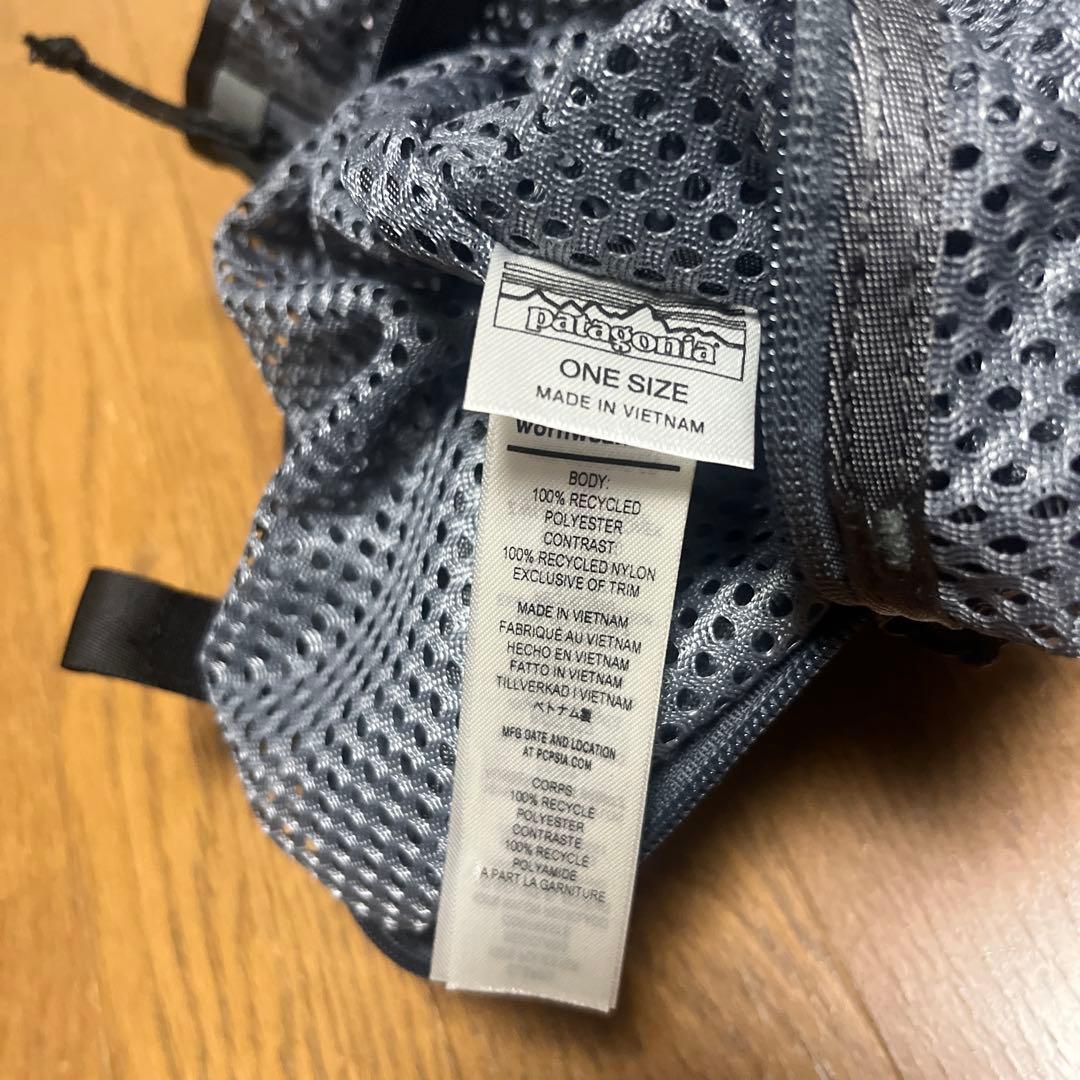 patagonia
ONE SIZE
MADE IN VIETNAM
BODY:
100% RECYCLED
POLYESTER
CONTRAST:
100% RECYCLED NYLON
EXCLUSIVE OF TRIM
MADE IN VIETNAM
FABRIQUÉ AU VIETNAM
HECHO EN VIETNAM
FATTO IN VIETNAM
TILLVERKAD I VIETNAM
ベトナム製
MFG DATE AND LOCATION
AT PCPSIA.COM
CORPS:
100% RECYCLÉ
POLYESTER
CONTRASTE:
100% RECYCLÉ
POLYAMIDE
À PART LA GARNITURE